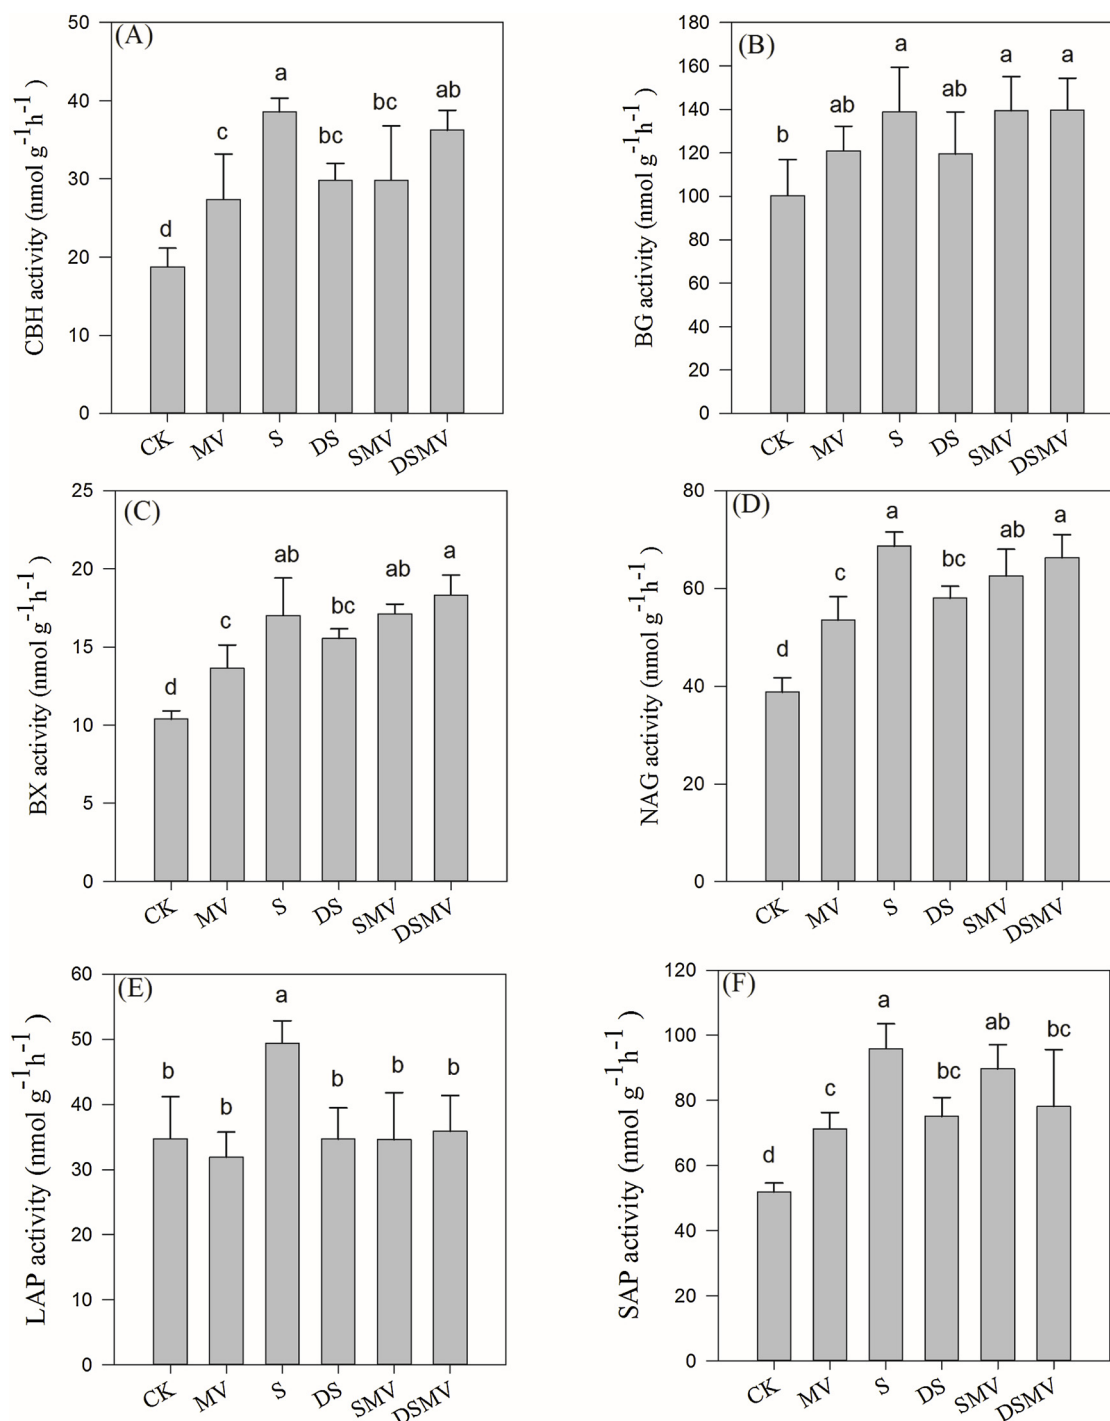 (A)
CBH activity (nmol g-1h-1 )
50
40
30
20
10
0
d
c
a
bc
bc
ab
CK
MV
S
DS
SMV
DSMV
(B)
BG activity (nmol g-1h-1 )
180
160
140
120
100
80
60
40
20
0
b
ab
a
ab
a
a
CK
MV
S
DS
SMV
DSMV
(C)
BX activity (nmol g-1h-1 )
25
20
15
10
5
0
d
c
ab
bc
ab
a
CK
MV
S
DS
SMV
DSMV
(D)
NAG activity (nmol g-1h-1 )
80
60
40
20
0
d
c
a
bc
ab
a
CK
MV
S
DS
SMV
DSMV
(E)
LAP activity (nmol g-1h-1 )
60
50
40
30
20
10
0
b
b
a
b
b
b
CK
MV
S
DS
SMV
DSMV
(F)
SAP activity (nmol g-1h-1 )
120
100
80
60
40
20
0
d
c
a
bc
ab
bc
CK
MV
S
DS
SMV
DSMV